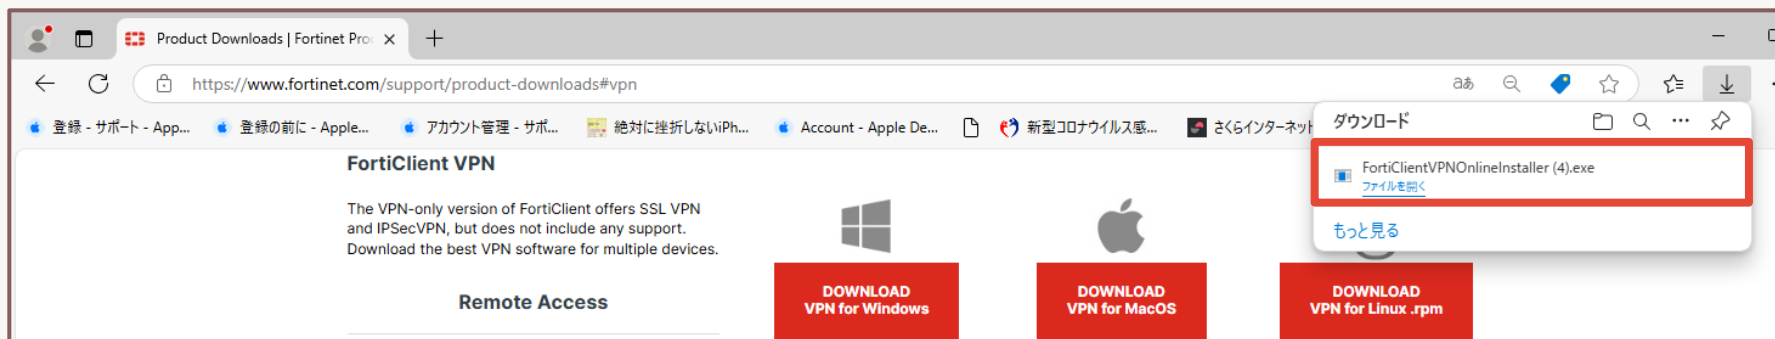 Product Downloads | Fortinet Pro
https://www.fortinet.com/support/product-downloads#vpn
aあ
登録 - サポート - App...
登録の前に - Apple...
アカウント管理 - サポ...
絶対に挫折しないiPh...
Account - Apple De...
新型コロナウイルス感...
さくらインターネット
ダウンロード
FortiClientVPNOnlineInstaller (4).exe
ファイルを開く
もっと見る
FortiClient VPN
The VPN-only version of FortiClient offers SSL VPN
and IPSecVPN, but does not include any support.
Download the best VPN software for multiple devices.
Remote Access
DOWNLOAD
VPN for Windows
DOWNLOAD
VPN for MacOS
DOWNLOAD
VPN for Linux .rpm